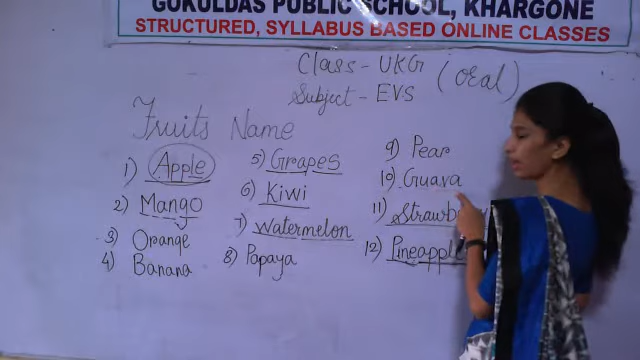 GOKULDAS PUBLIC SCHOOL, KHARGONE
STRUCTURED, SYLLABUS BASED ONLINE CLASSES
Class - UKG (oral)
Subject - EVS
Fruits Name
1) Apple
2) Mango
3) Orange
4) Banana
5) Grapes
6) Kiwi
7) Watermelon
8) Papaya
9) Pear
10) Guava
11) Strawb
12) Pineapple